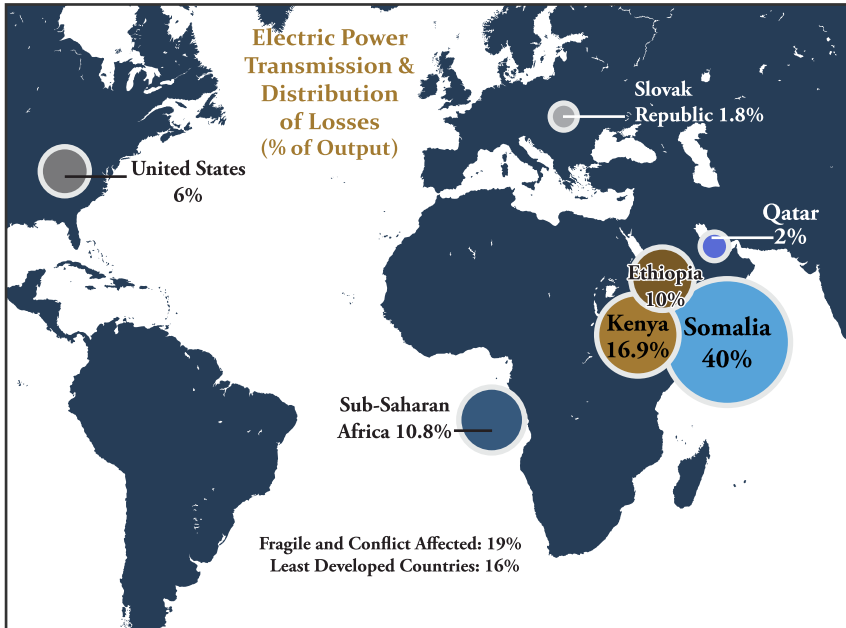 Electric Power
Transmission &
Distribution
of Losses
(% of Output)
Slovak
Republic 1.8%
United States
6%
Qatar
2%
Ethiopia
10%
Kenya
16.9%
Somalia
40%
Sub-Saharan
Africa 10.8%
Fragile and Conflict Affected: 19%
Least Developed Countries: 16%